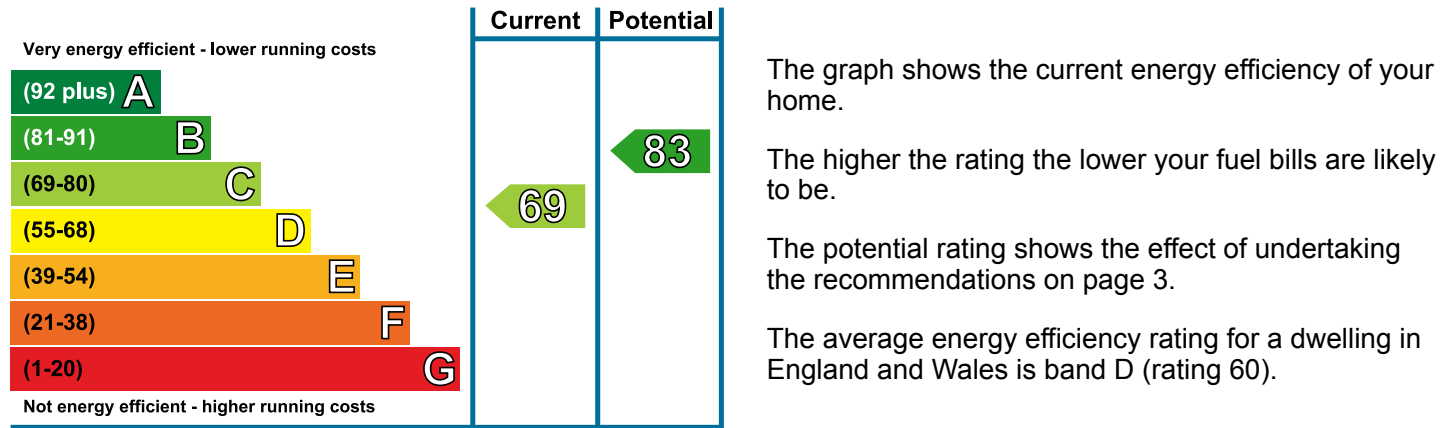 Current Potential
Very energy efficient - lower running costs
(92 plus) A
(81-91) B
(69-80) C
(55-68) D
(39-54) E
(21-38) F
(1-20) G
Not energy efficient - higher running costs
69
83
The graph shows the current energy efficiency of your
home.
The higher the rating the lower your fuel bills are likely
to be.
The potential rating shows the effect of undertaking
the recommendations on page 3.
The average energy efficiency rating for a dwelling in
England and Wales is band D (rating 60).